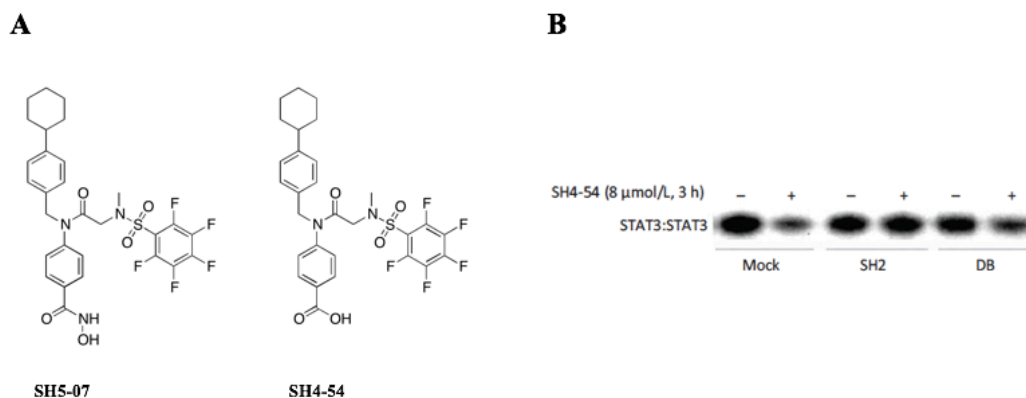 A
B
O
N
O
N
S
O
O
F
F
F
F
F
O
NH
OH
SH5-07
O
N
O
N
S
O
O
F
F
F
F
F
O
OH
SH4-54
SH4-54 (8 µmol/L, 3 h) – + – + – +
STAT3:STAT3
Mock SH2 DB